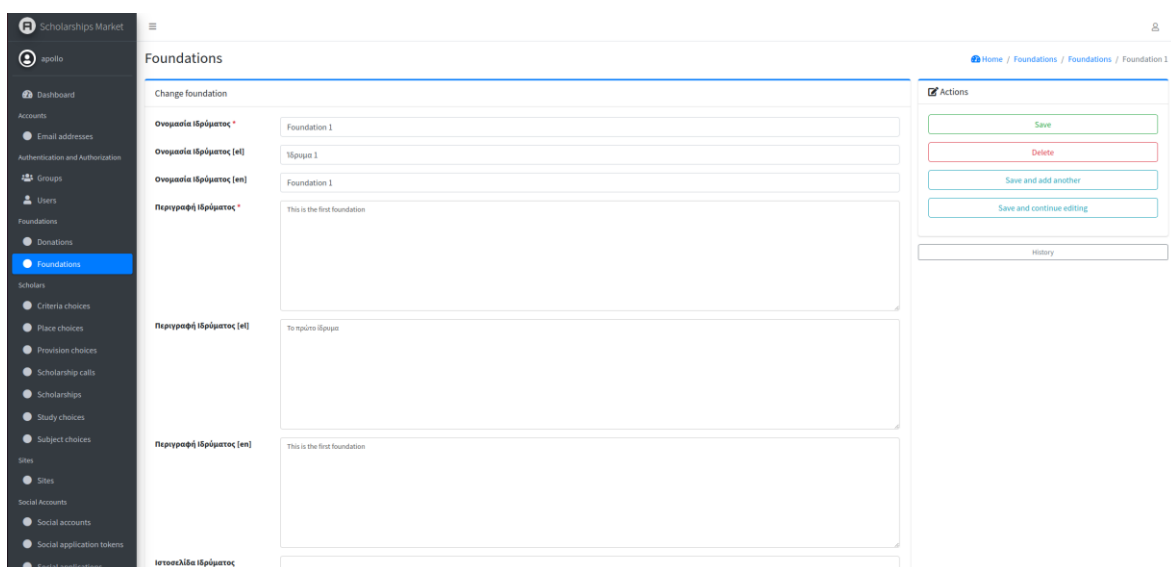 Scholarships Market
apollo
Dashboard
Accounts
Email addresses
Authentication and Authorization
Groups
Users
Foundations
Donations
Foundations
Scholars
Criteria choices
Place choices
Provision choices
Scholarship calls
Scholarships
Study choices
Subject choices
Sites
Sites
Social Accounts
Social accounts
Social application tokens
Social applications
Foundations
Home / Foundations / Foundations / Foundation 1
Change foundation
Ονομασία Ιδρύματος *
Foundation 1
Ονομασία Ιδρύματος [el]
Ίδρυμα 1
Ονομασία Ιδρύματος [en]
Foundation 1
Περιγραφή Ιδρύματος *
This is the first foundation
Περιγραφή Ιδρύματος [el]
Το πρώτο ίδρυμα
Περιγραφή Ιδρύματος [en]
This is the first foundation
Ιστοσελίδα Ιδρύματος
Actions
Save
Delete
Save and add another
Save and continue editing
History